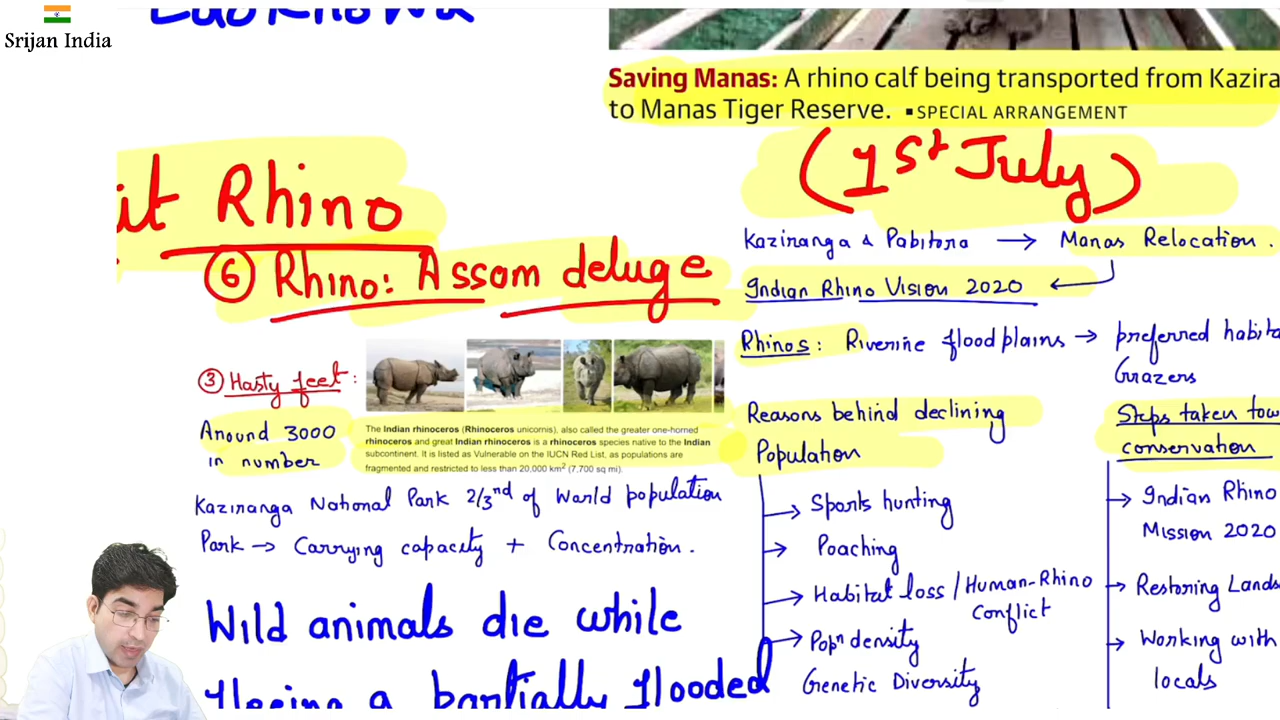 Srijan India
Saving Manas: A rhino calf being transported from Kazira
to Manas Tiger Reserve. ▪ SPECIAL ARRANGEMENT
(1st July)
it Rhino
⑥ Rhino: Assam deluge
Kaziranga & Pabitora → Manas Relocation.
Indian Rhino Vision 2020 ←
Rhinos: Riverine floodplains → preferred habita
Grazers
③ Hasty feet:
Around 3000
in number
The Indian rhinoceros (Rhinoceros unicornis), also called the greater one-horned
rhinoceros and great Indian rhinoceros is a rhinoceros species native to the Indian
subcontinent. It is listed as Vulnerable on the IUCN Red List, as populations are
fragmented and restricted to less than 20,000 km² (7,700 sq mi).
Kaziranga National Park 2/3nd of World population
Park → Carrying capacity + Concentration.
Wild animals die while
a partially flooded
Reasons behind declining
Population
→ Sports hunting
→ Poaching
→ Habitat loss / Human-Rhino
Conflict
→ Popn density
Genetic Diversity
Steps taken tow
conservation
→ Indian Rhino
Mission 2020
→ Restoring Lands
→ Working with
locals